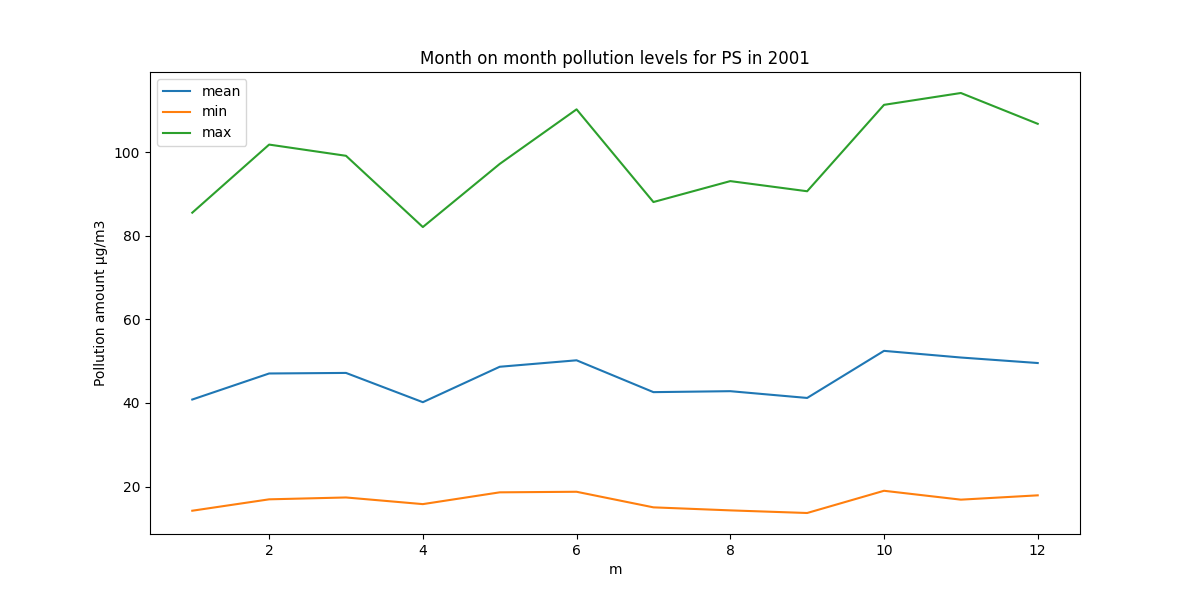 Month on month pollution levels for PS in 2001
mean
min
max
100
80
60
40
20
Pollution amount µg/m3
2 4 6 8 10 12
m